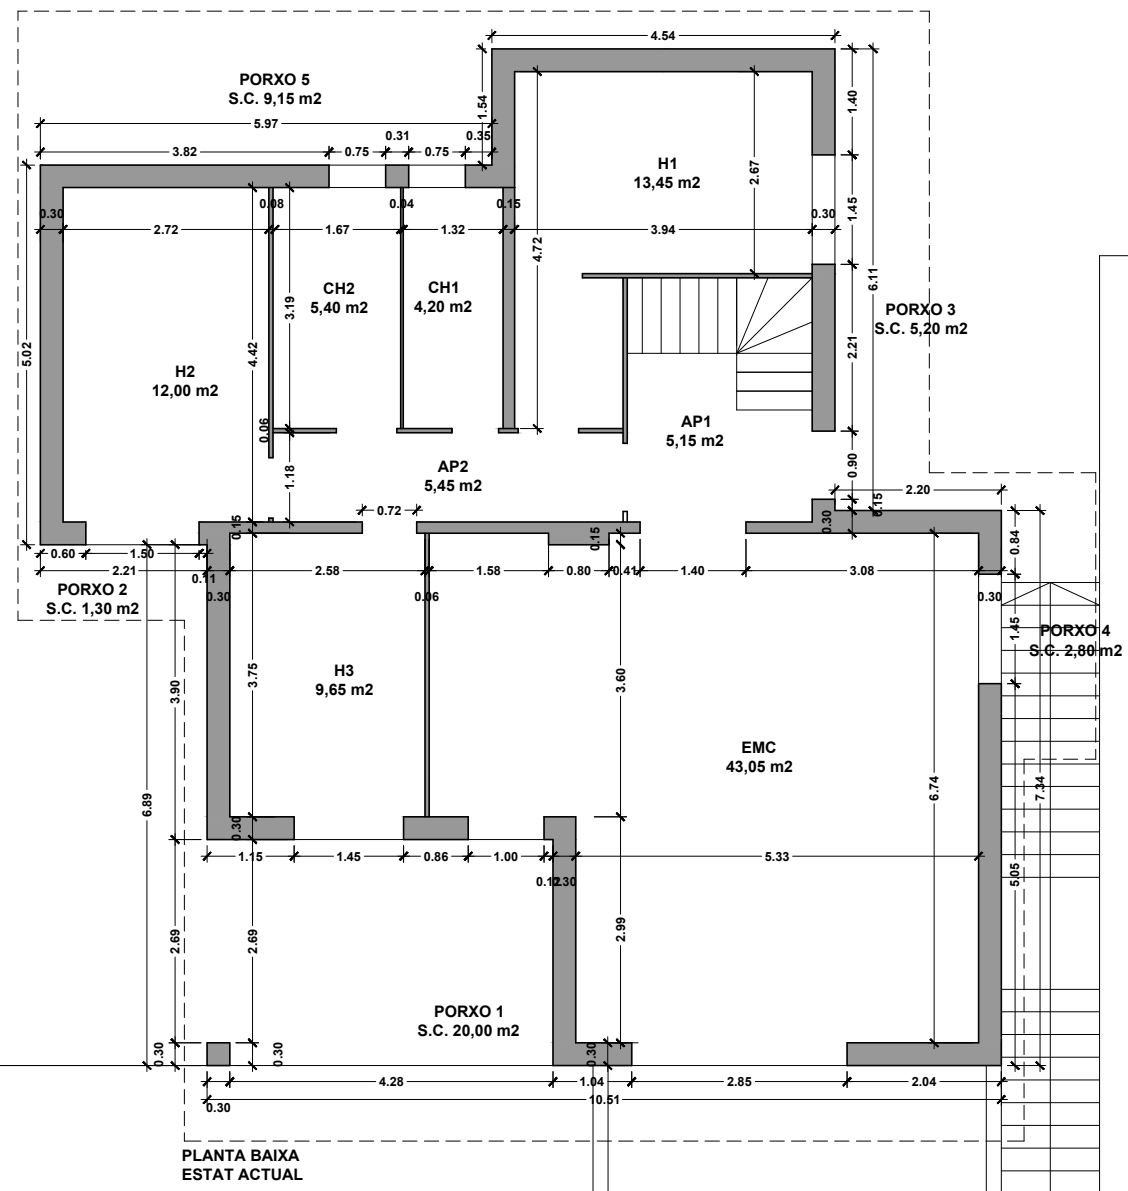 4.54
PORXO 5
S.C. 9,15 m2
1.54
1.40
5.97
0.31
0.35
3.82
0.75
0.75
H1
13,45 m2
2.67
0.30
0.08
0.04
0.15
0.30
1.45
2.72
1.67
1.32
3.94
4.72
6.11
CH2
5,40 m2
CH1
4,20 m2
3.19
PORXO 3
S.C. 5,20 m2
5.02
4.42
2.21
H2
12,00 m2
0.06
AP1
5,15 m2
AP2
5,45 m2
1.18
0.90
2.20
0.72
0.15
0.15
0.30
0.15
0.84
0.60
1.50
2.21
0.11
0.30
2.58
0.06
1.58
0.80
0.41
1.40
3.08
0.30
PORXO 2
S.C. 1,30 m2
1.45
PORXO 4
S.C. 2,80 m2
H3
9,65 m2
3.75
3.90
3.60
EMC
43,05 m2
6.89
6.74
7.34
0.30
1.15
1.45
0.86
1.00
5.33
0.12
0.30
5.05
2.69
2.69
2.99
PORXO 1
S.C. 20,00 m2
0.30
0.30
0.30
4.28
1.04
2.85
2.04
0.30
10.51
PLANTA BAIXA
ESTAT ACTUAL